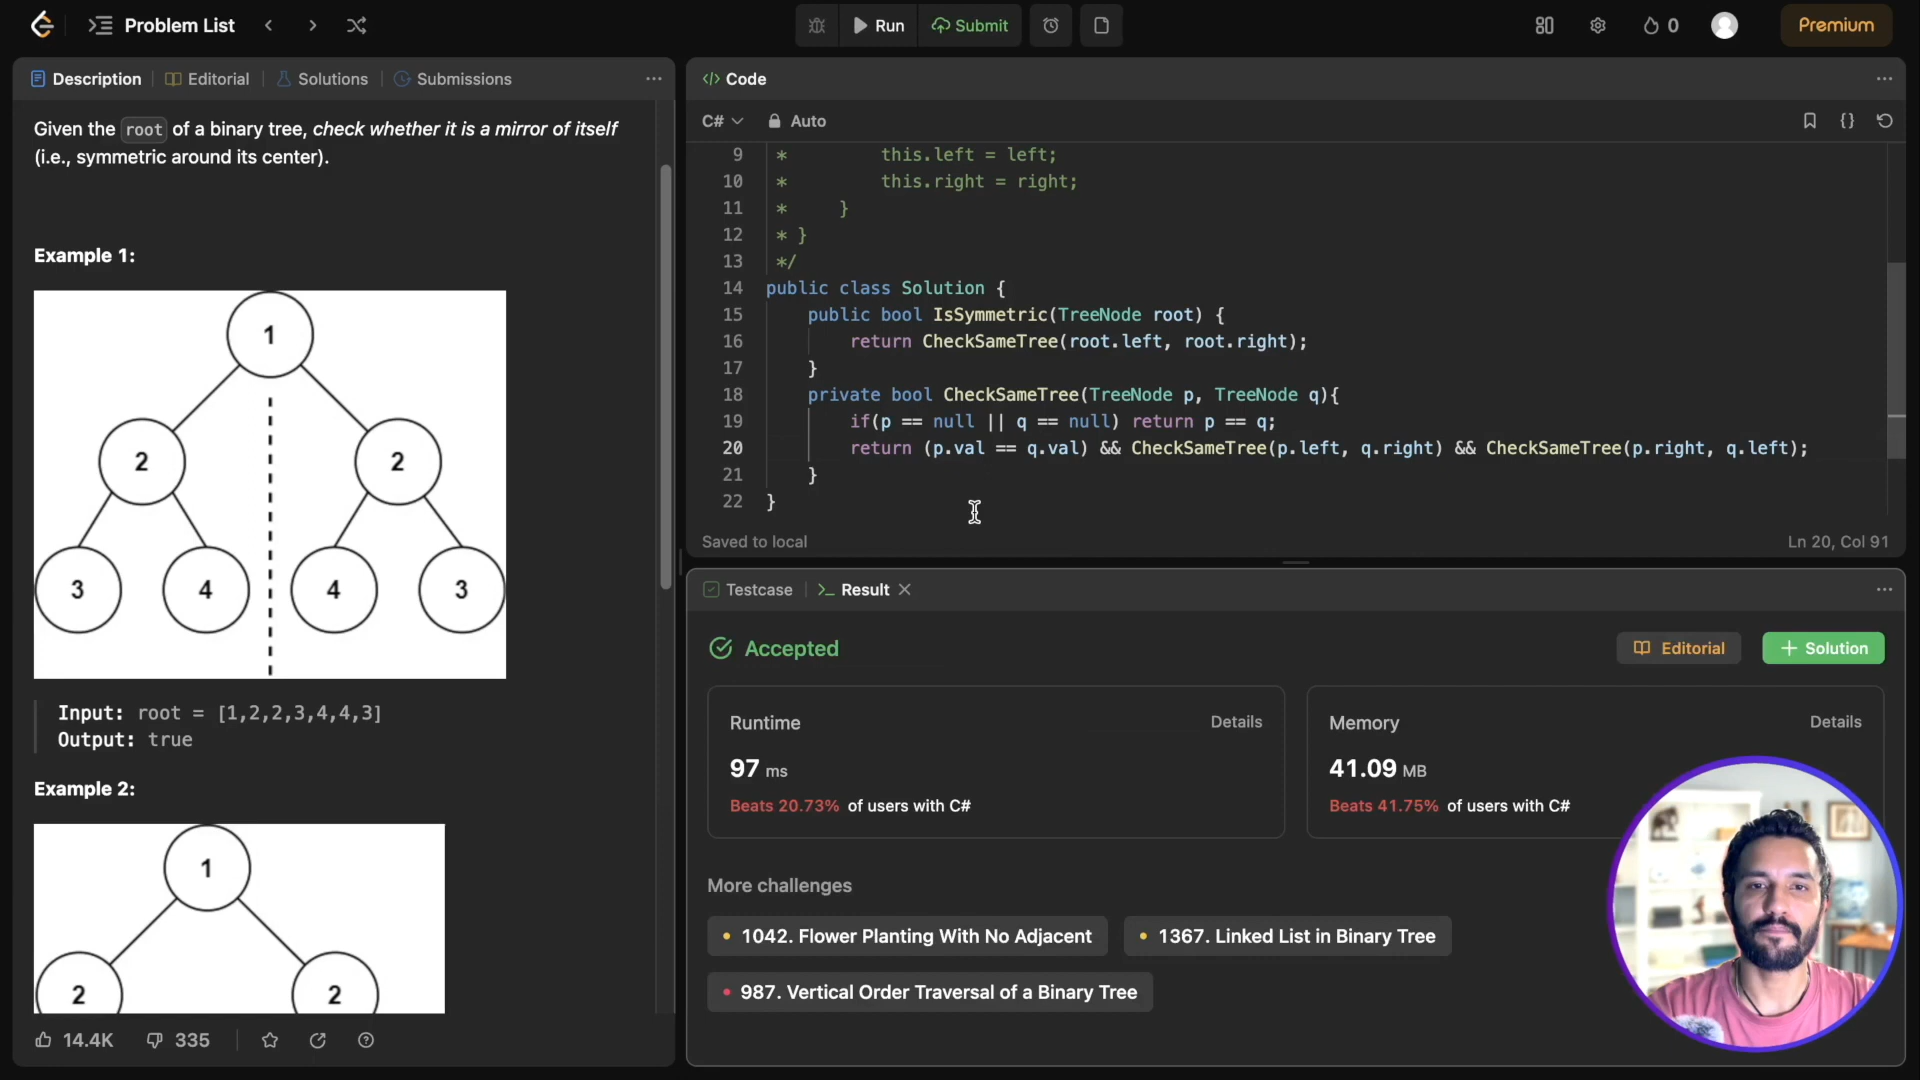 Problem List
Run
Submit
0
Premium
Description
Editorial
Solutions
Submissions
Given the root of a binary tree, check whether it is a mirror of itself
(i.e., symmetric around its center).
Example 1:
1
2 2
3 4 4 3
Input: root = [1,2,2,3,4,4,3]
Output: true
Example 2:
1
2 2
14.4K
335
</> Code
C#
Auto
{}
9 * this.left = left;
10 * this.right = right;
11 * }
12 * }
13 */
14 public class Solution {
15 public bool IsSymmetric(TreeNode root) {
16 return CheckSameTree(root.left, root.right);
17 }
18 private bool CheckSameTree(TreeNode p, TreeNode q){
19 if(p == null || q == null) return p == q;
20 return (p.val == q.val) && CheckSameTree(p.left, q.right) && CheckSameTree(p.right, q.left);
21 }
22 }
Saved to local
Ln 20, Col 91
Testcase
>_ Result
Accepted
Editorial
+ Solution
Runtime
Details
97 ms
Beats 20.73% of users with C#
Memory
Details
41.09 MB
Beats 41.75% of users with C#
More challenges
1042. Flower Planting With No Adjacent
1367. Linked List in Binary Tree
987. Vertical Order Traversal of a Binary Tree